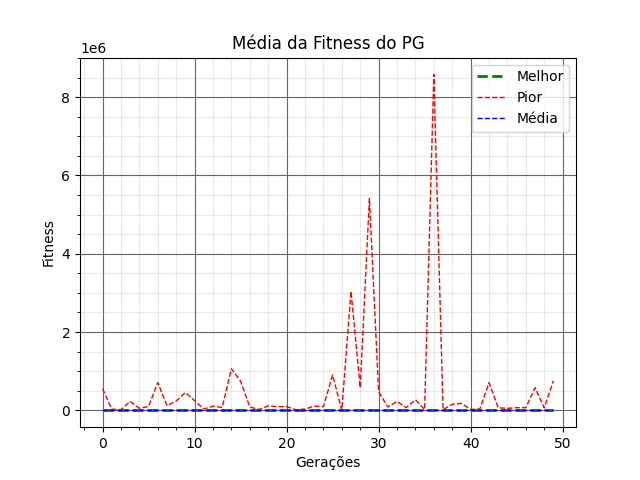 Média da Fitness do PG
1e6
Melhor
Pior
Média
8
6
4
2
0
Fitness
0 10 20 30 40 50
Gerações